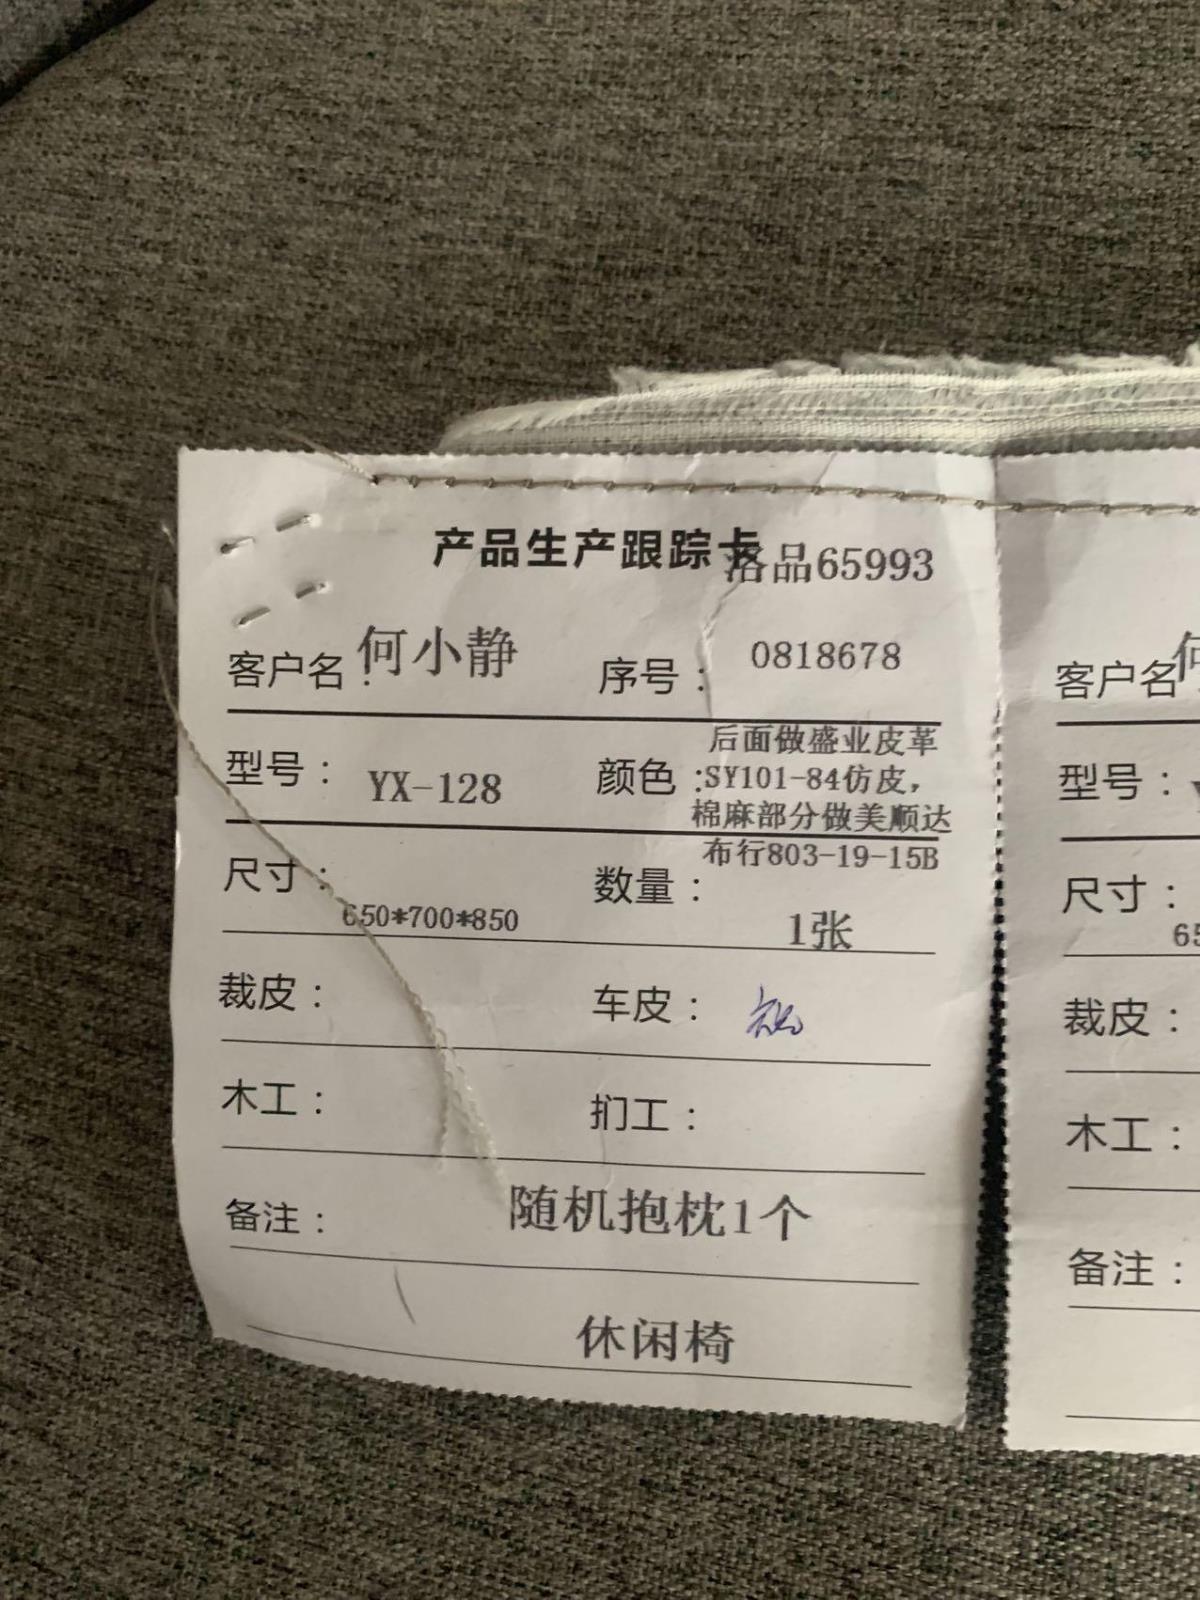 产品生产跟踪卡
洛品65993
客户名：何小静 序号：0818678
型号：YX-128 颜色：后面做盛业皮革
SY101-84仿皮，
棉麻部分做美顺达
布行803-19-15B
尺寸：650*700*850 数量：1张
裁皮： 车皮：
木工： 扪工：
备注：随机抱枕1个
休闲椅
客户名
型号：
尺寸：
65
裁皮：
木工：
备注：